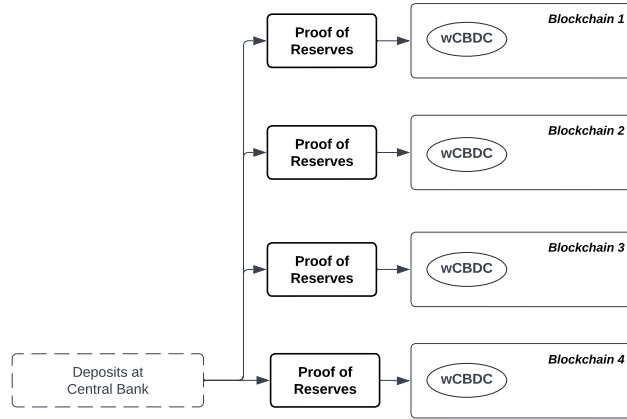 Proof of
Reserves
Blockchain 1
wCBDC
Proof of
Reserves
Blockchain 2
wCBDC
Proof of
Reserves
Blockchain 3
wCBDC
Deposits at
Central Bank
Proof of
Reserves
Blockchain 4
wCBDC